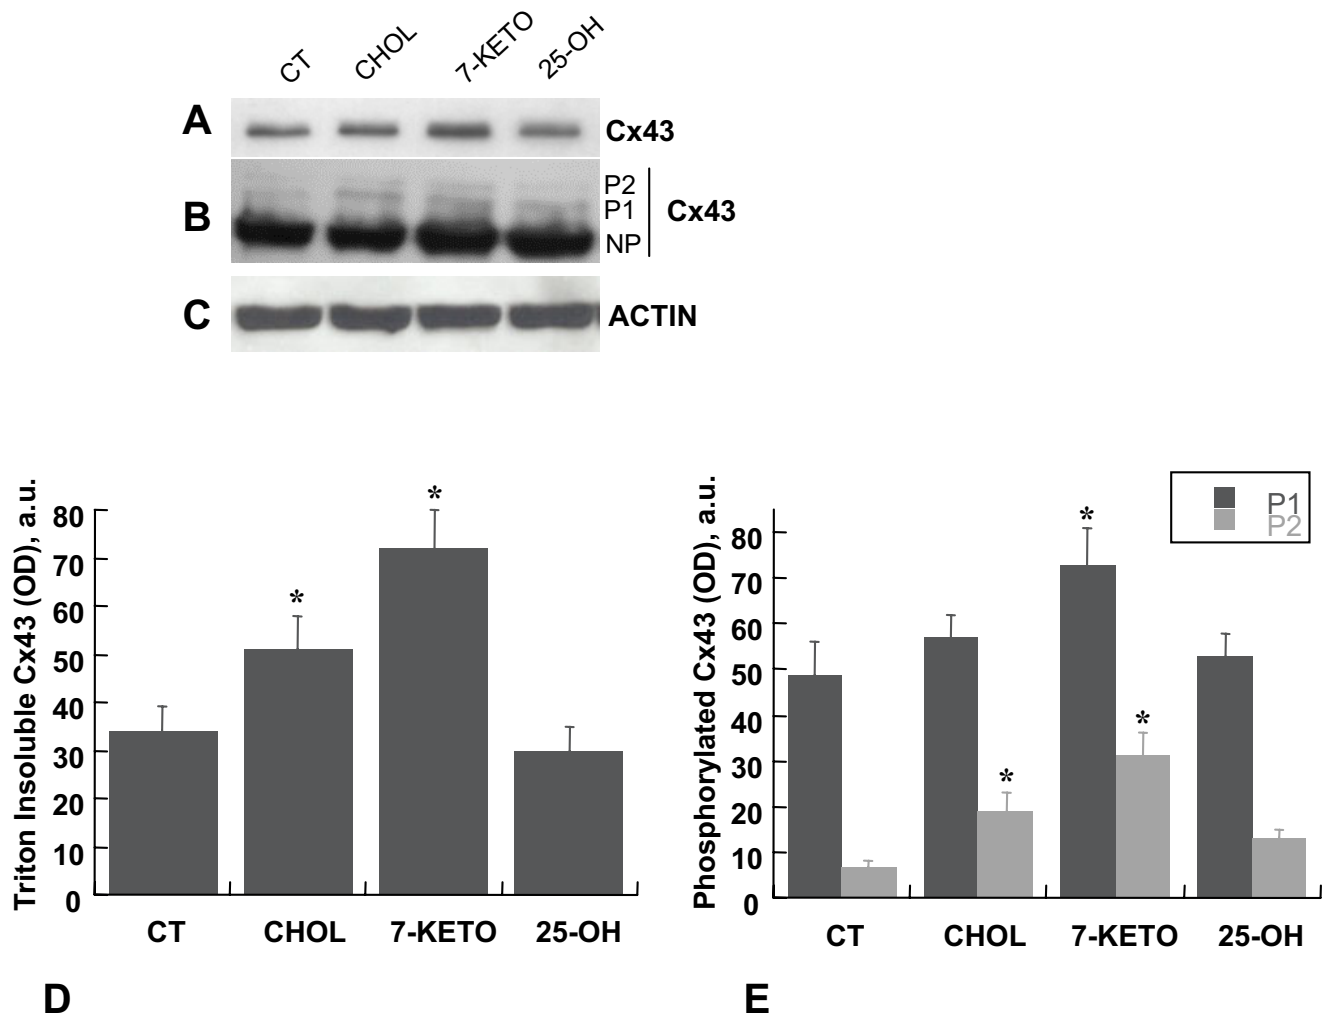 CT CHOL 7-KETO 25-OH
A Cx43
P2
P1
B Cx43
NP
C ACTIN
Triton Insoluble Cx43 (OD), a.u.
80
70
60
50
40
30
20
10
0
* *
CT CHOL 7-KETO 25-OH
D
Phosphorylated Cx43 (OD), a.u.
80
70
60
50
40
30
20
10
0
* * *
P1
P2
CT CHOL 7-KETO 25-OH
E